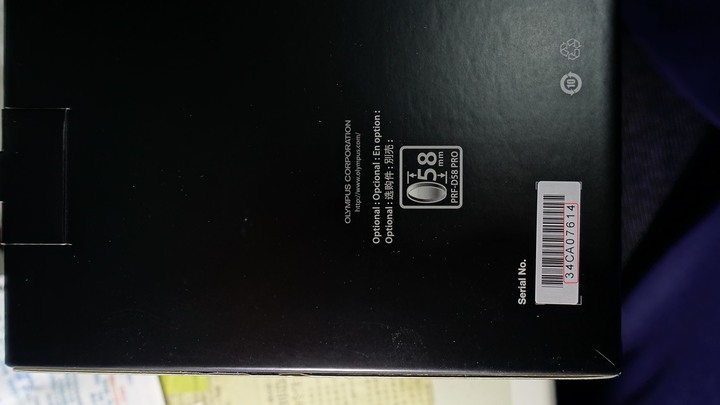 OLYMPUS CORPORATION
http://www.olympus.com/
Optional : Opcional : En option :
Optional : 选购件 : 別売 :
58
mm
PRF-D58 PRO
10
Serial No.
34CA07614